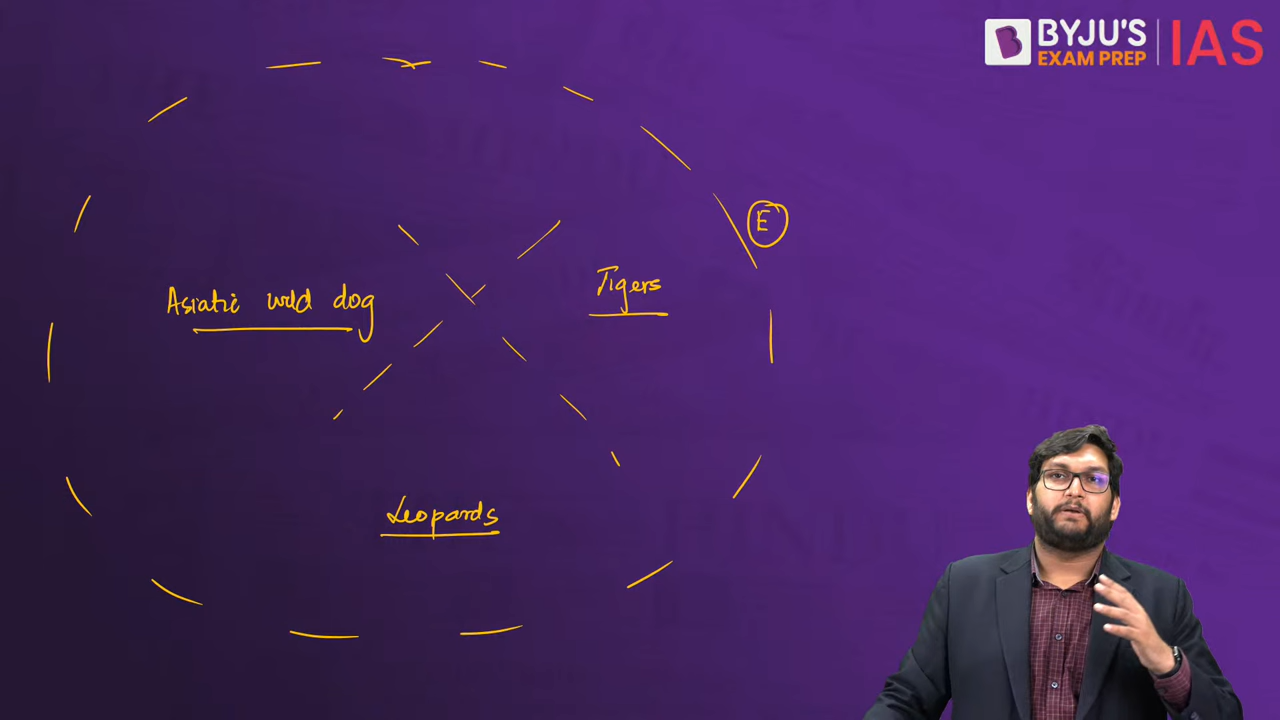 BYJU'S
EXAM PREP
IAS
E
Tigers
Asiatic wild dog
Leopards